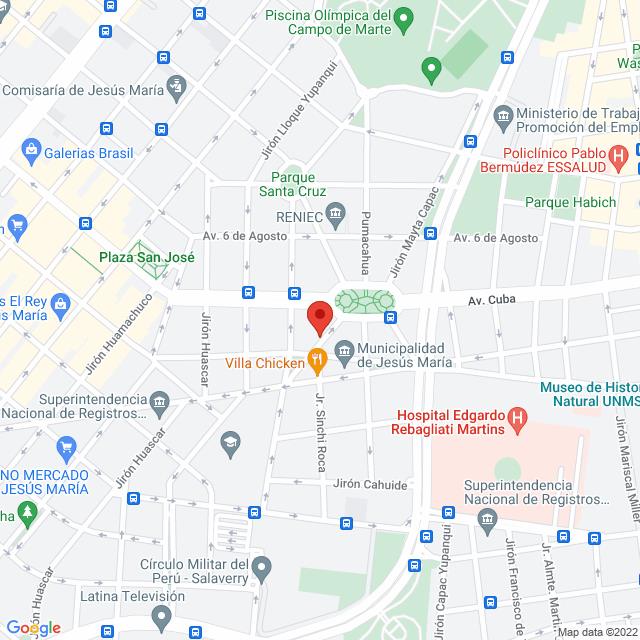 Piscina Olímpica del
Campo de Marte
Comisaría de Jesús María
Jirón Lloque Yupanqui
P
Was
Ministerio de Trabaj
Promoción del Empl
Galerias Brasil
Policlínico Pablo
Bermúdez ESSALUD
Parque
Santa Cruz
RENIEC
Pumacahua
Jirón Mayta Capac
Parque Habich
n
Av. 6 de Agosto
Av. 6 de Agosto
Plaza San José
s El Rey
s María
Jirón Huamachuco
Jirón Huascar
Av. Cuba
Villa Chicken
Municipalidad
de Jesús María
Superintendencia
Nacional de Registros...
Jr. Sinchi Roca
Museo de Histor
Natural UNMS
Hospital Edgardo
Rebagliati Martins
NO MERCADO
JESÚS MARÍA
Jirón Huascar
Jirón Cahuide
Superintendencia
Nacional de Registros...
Jirón Mariscal Miller
ha
Círculo Militar del
Perú - Salaverry
Jirón Capac Yupanqui
Jirón Francisco de
Jr. Almte. Martí
Jirón Huascar
Latina Televisión
Google
Map data ©2022